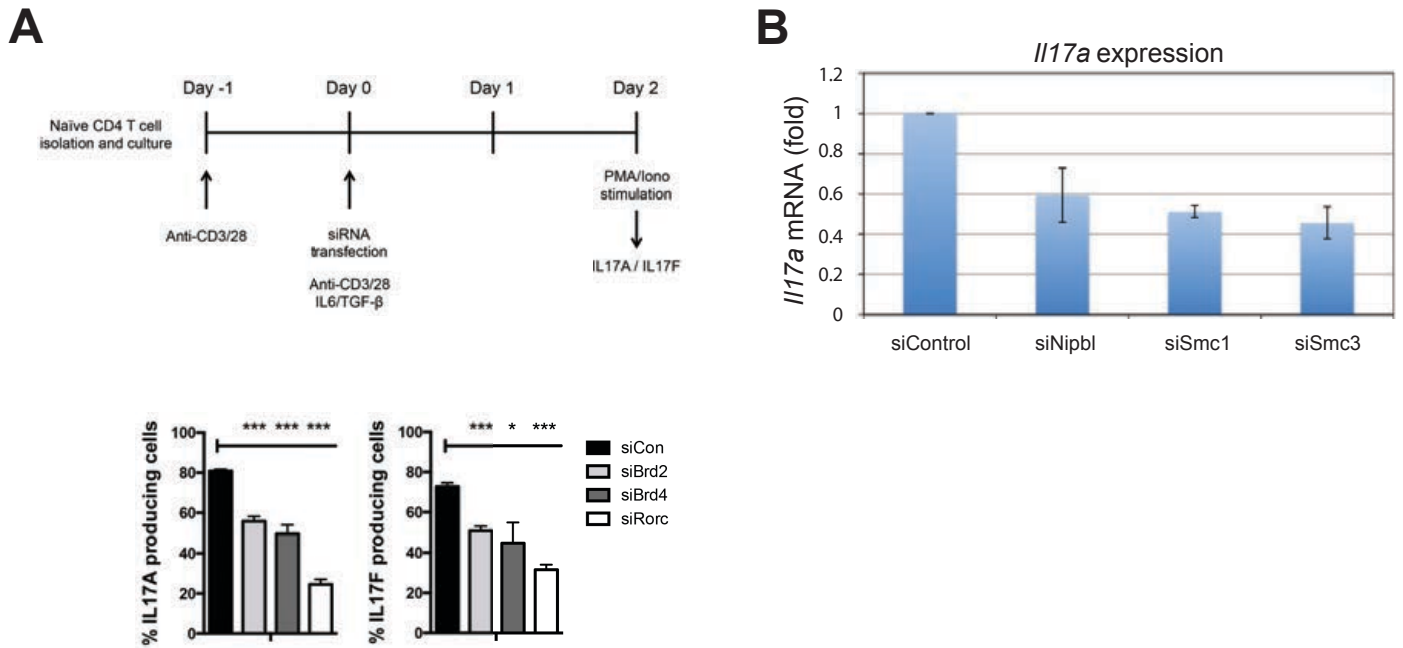 A
Day -1 Day 0 Day 1 Day 2
Naïve CD4 T cell
isolation and culture
Anti-CD3/28
siRNA
transfection
Anti-CD3/28
IL6/TGF-β
PMA/Iono
stimulation
IL17A / IL17F
% IL17A producing cells
100
80
60
40
20
0
*** *** ***
% IL17F producing cells
100
80
60
40
20
0
*** * ***
siCon
siBrd2
siBrd4
siRorc
B
Il17a expression
Il17a mRNA (fold)
1.2
1
0.8
0.6
0.4
0.2
0
siControl siNipbl siSmc1 siSmc3